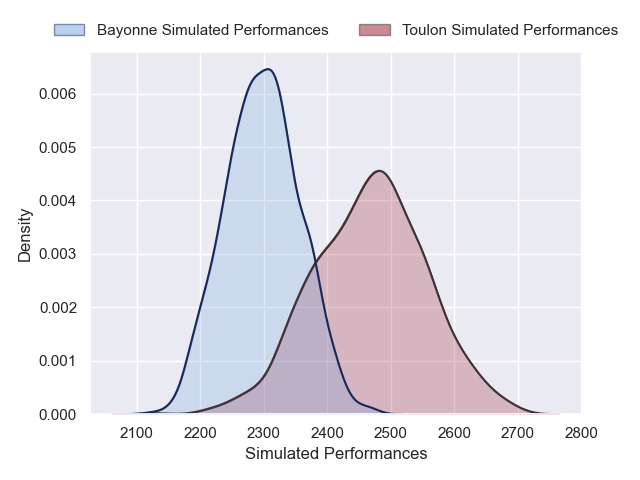 Bayonne Simulated Performances Toulon Simulated Performances
0.006
0.005
0.004
0.003
0.002
0.001
0.000
Density
2100 2200 2300 2400 2500 2600 2700 2800
Simulated Performances